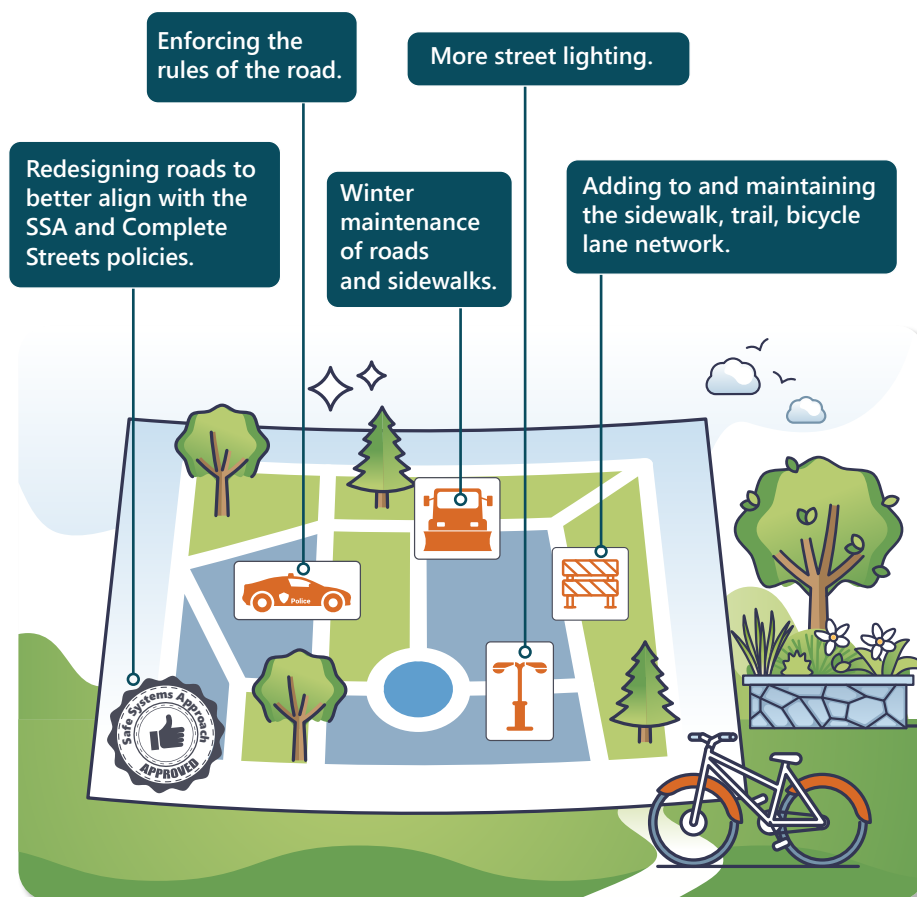 Enforcing the
rules of the road.
More street lighting.
Redesigning roads to
better align with the
SSA and Complete
Streets policies.
Winter
maintenance
of roads
and sidewalks.
Adding to and maintaining
the sidewalk, trail, bicycle
lane network.
Police
Safe Systems Approach
APPROVED